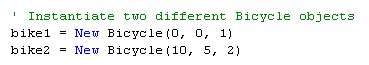 ' Instantiate two different Bicycle objects
bike1 = New Bicycle(0, 0, 1)
bike2 = New Bicycle(10, 5, 2)